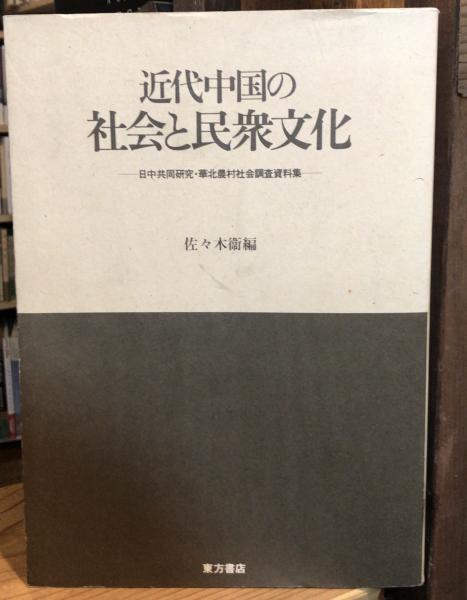 近代中国の
社会と民衆文化
―日中共同研究・華北農村社会調査資料集―
佐々木衞編
東方書店